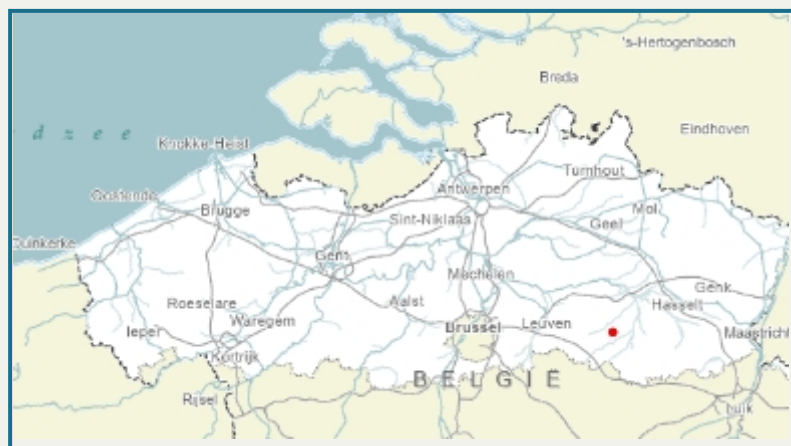 's-Hertogenbosch
Breda
Eindhoven
d z e e
Knokke-Heist
Turnhout
Antwerpen
Oostende
Mol
Brugge
Sint-Niklaas
Geel
Duinkerke
Gent
Mechelen
Genk
Roeselare
Aalst
Hasselt
Waregem
Leuven
Ieper
Brussel
Maastricht
Kortrijk
BELGIË
Rijsel
Luik